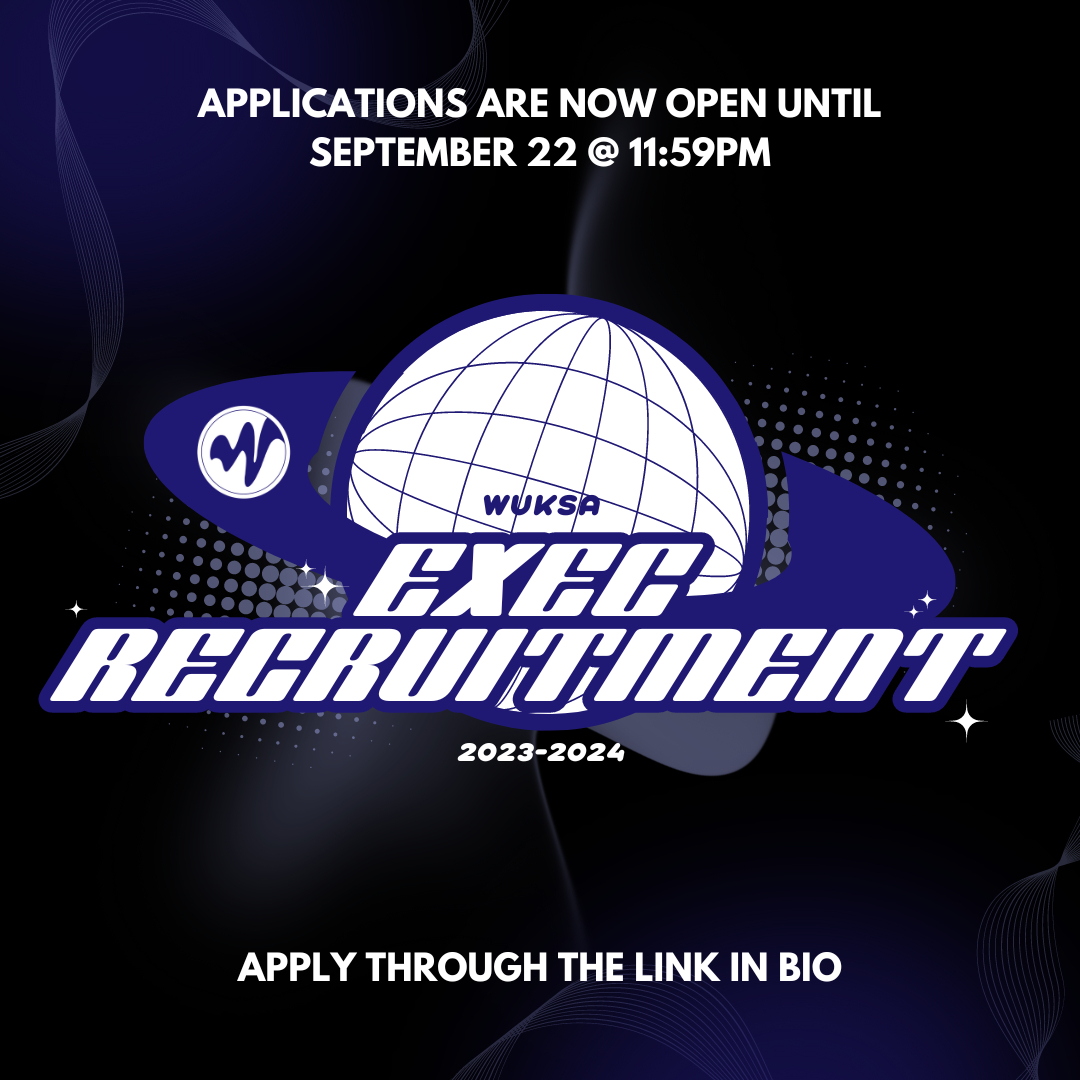 APPLICATIONS ARE NOW OPEN UNTIL
SEPTEMBER 22 @ 11:59PM
WUKSA
EXEC
RECRUITMENT
2023-2024
APPLY THROUGH THE LINK IN BIO